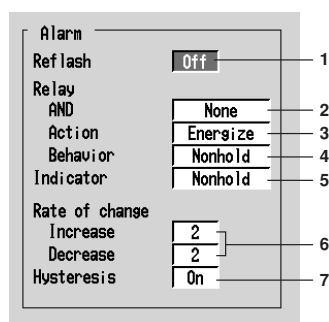 Alarm
Reflash Off 1
Relay
AND None 2
Action Energize 3
Behavior Nonhold 4
Indicator Nonhold 5
Rate of change
Increase 2
6
Decrease 2
Hysteresis On 7